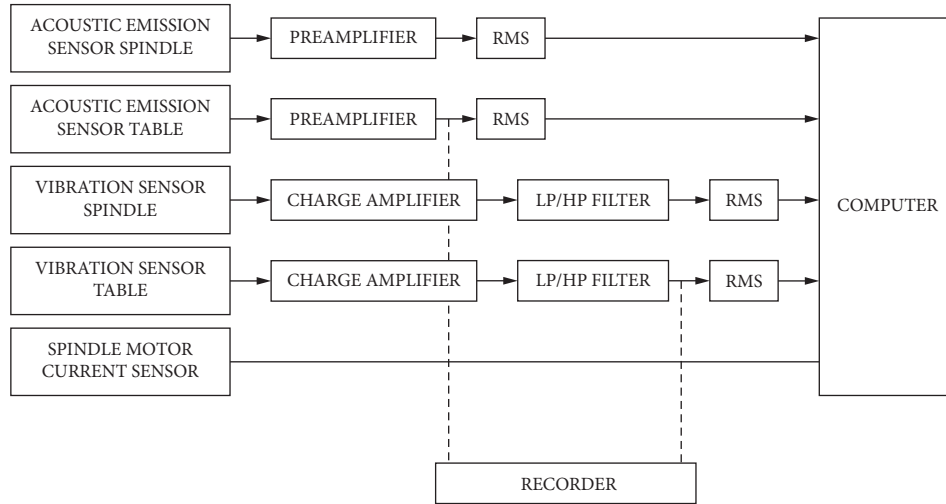 ACOUSTIC EMISSION
SENSOR SPINDLE
PREAMPLIFIER
RMS
ACOUSTIC EMISSION
SENSOR TABLE
PREAMPLIFIER
RMS
VIBRATION SENSOR
SPINDLE
CHARGE AMPLIFIER
LP/HP FILTER
RMS
COMPUTER
VIBRATION SENSOR
TABLE
CHARGE AMPLIFIER
LP/HP FILTER
RMS
SPINDLE MOTOR
CURRENT SENSOR
RECORDER